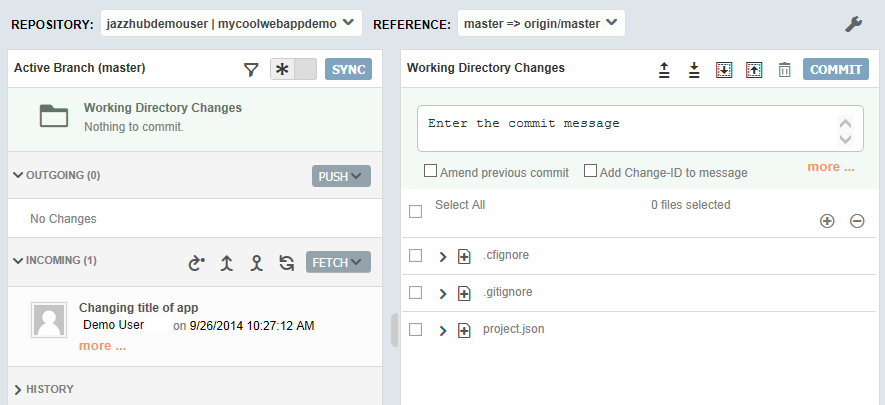 REPOSITORY: jazzhubdemouser | mycoolwebappdemo REFERENCE: master => origin/master
Active Branch (master) SYNC
Working Directory Changes
Nothing to commit.
OUTGOING (0) PUSH
No Changes
INCOMING (1) FETCH
Changing title of app
Demo User on 9/26/2014 10:27:12 AM
more ...
HISTORY
Working Directory Changes COMMIT
Enter the commit message
Amend previous commit Add Change-ID to message more ...
Select All 0 files selected
.cfignore
.gitignore
project.json